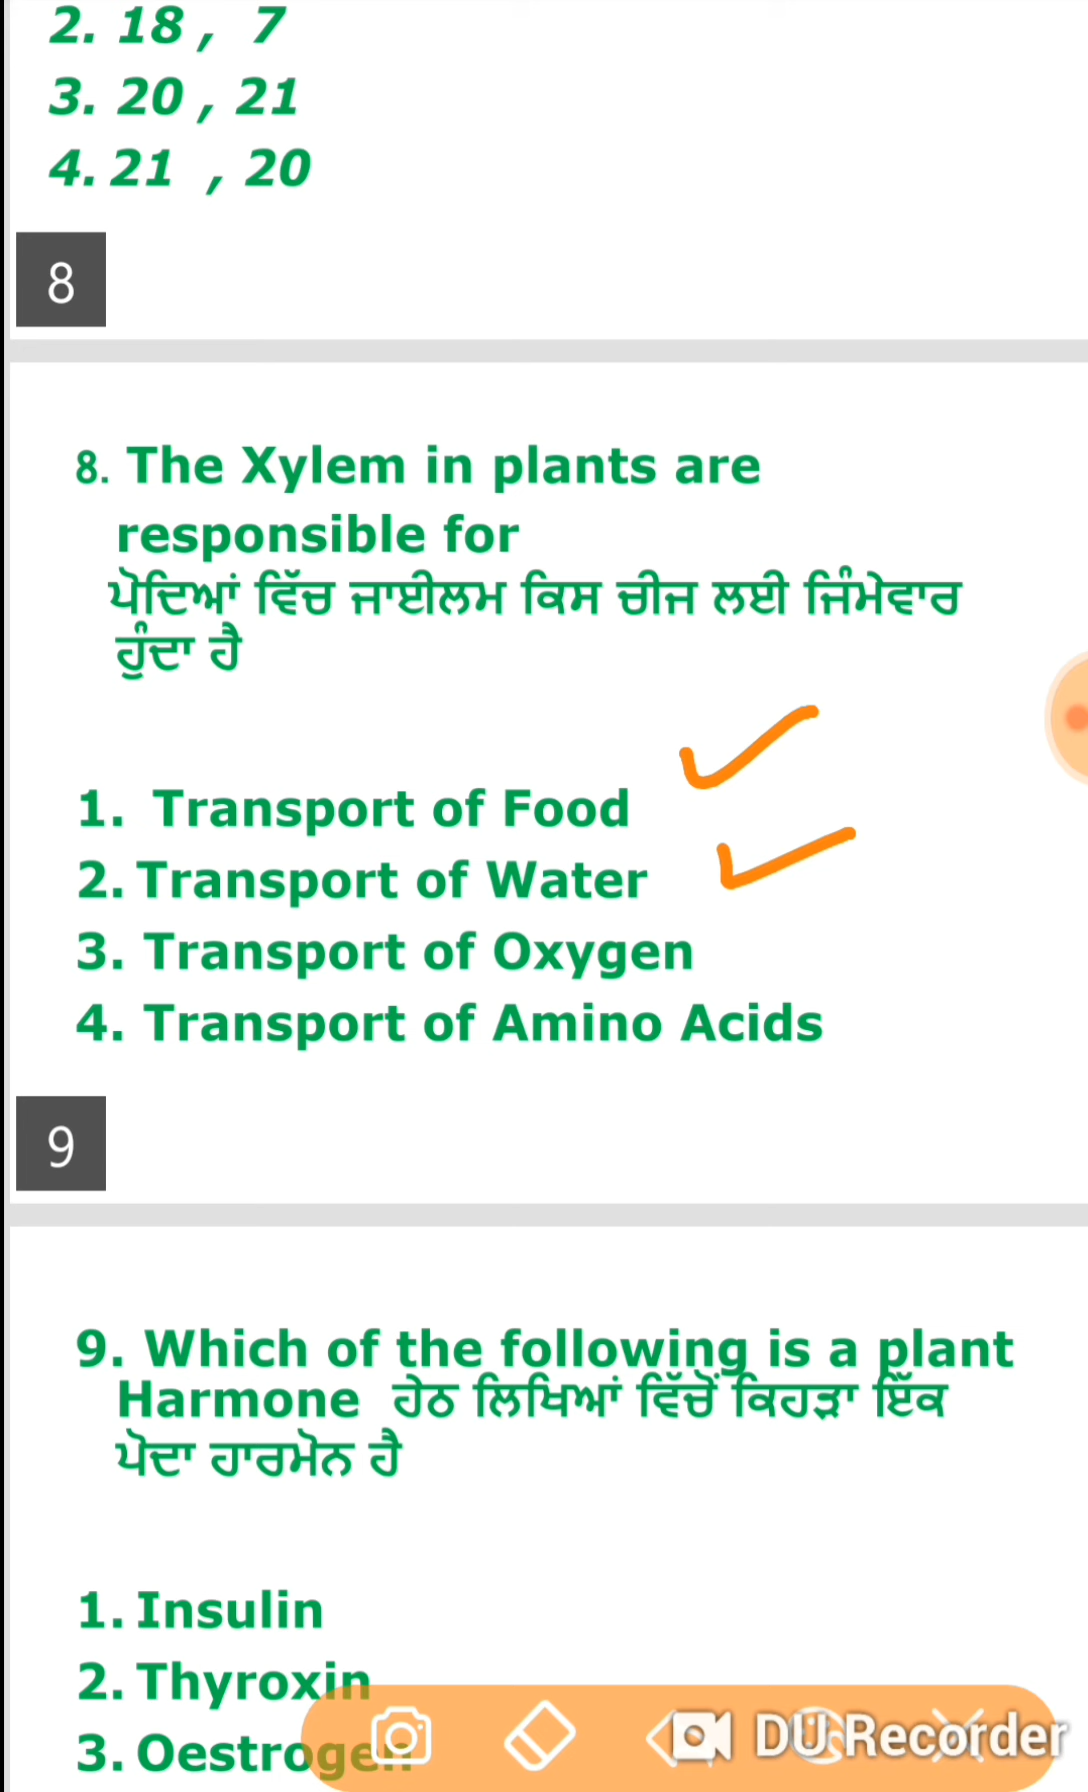 2. 18 , 7
3. 20 , 21
4. 21 , 20
8
8. The Xylem in plants are
responsible for
ਪੋਦਿਆਂ ਵਿੱਚ ਜਾਈਲਮ ਕਿਸ ਚੀਜ ਲਈ ਜਿੰਮੇਵਾਰ
ਹੁੰਦਾ ਹੈ
1. Transport of Food
2. Transport of Water
3. Transport of Oxygen
4. Transport of Amino Acids
9
9. Which of the following is a plant
Harmone ਹੇਠ ਲਿਖਿਆਂ ਵਿੱਚੋਂ ਕਿਹੜਾ ਇੱਕ
ਪੋਦਾ ਹਾਰਮੋਨ ਹੈ
1. Insulin
2. Thyroxin
3. Oestrogen
DU Recorder